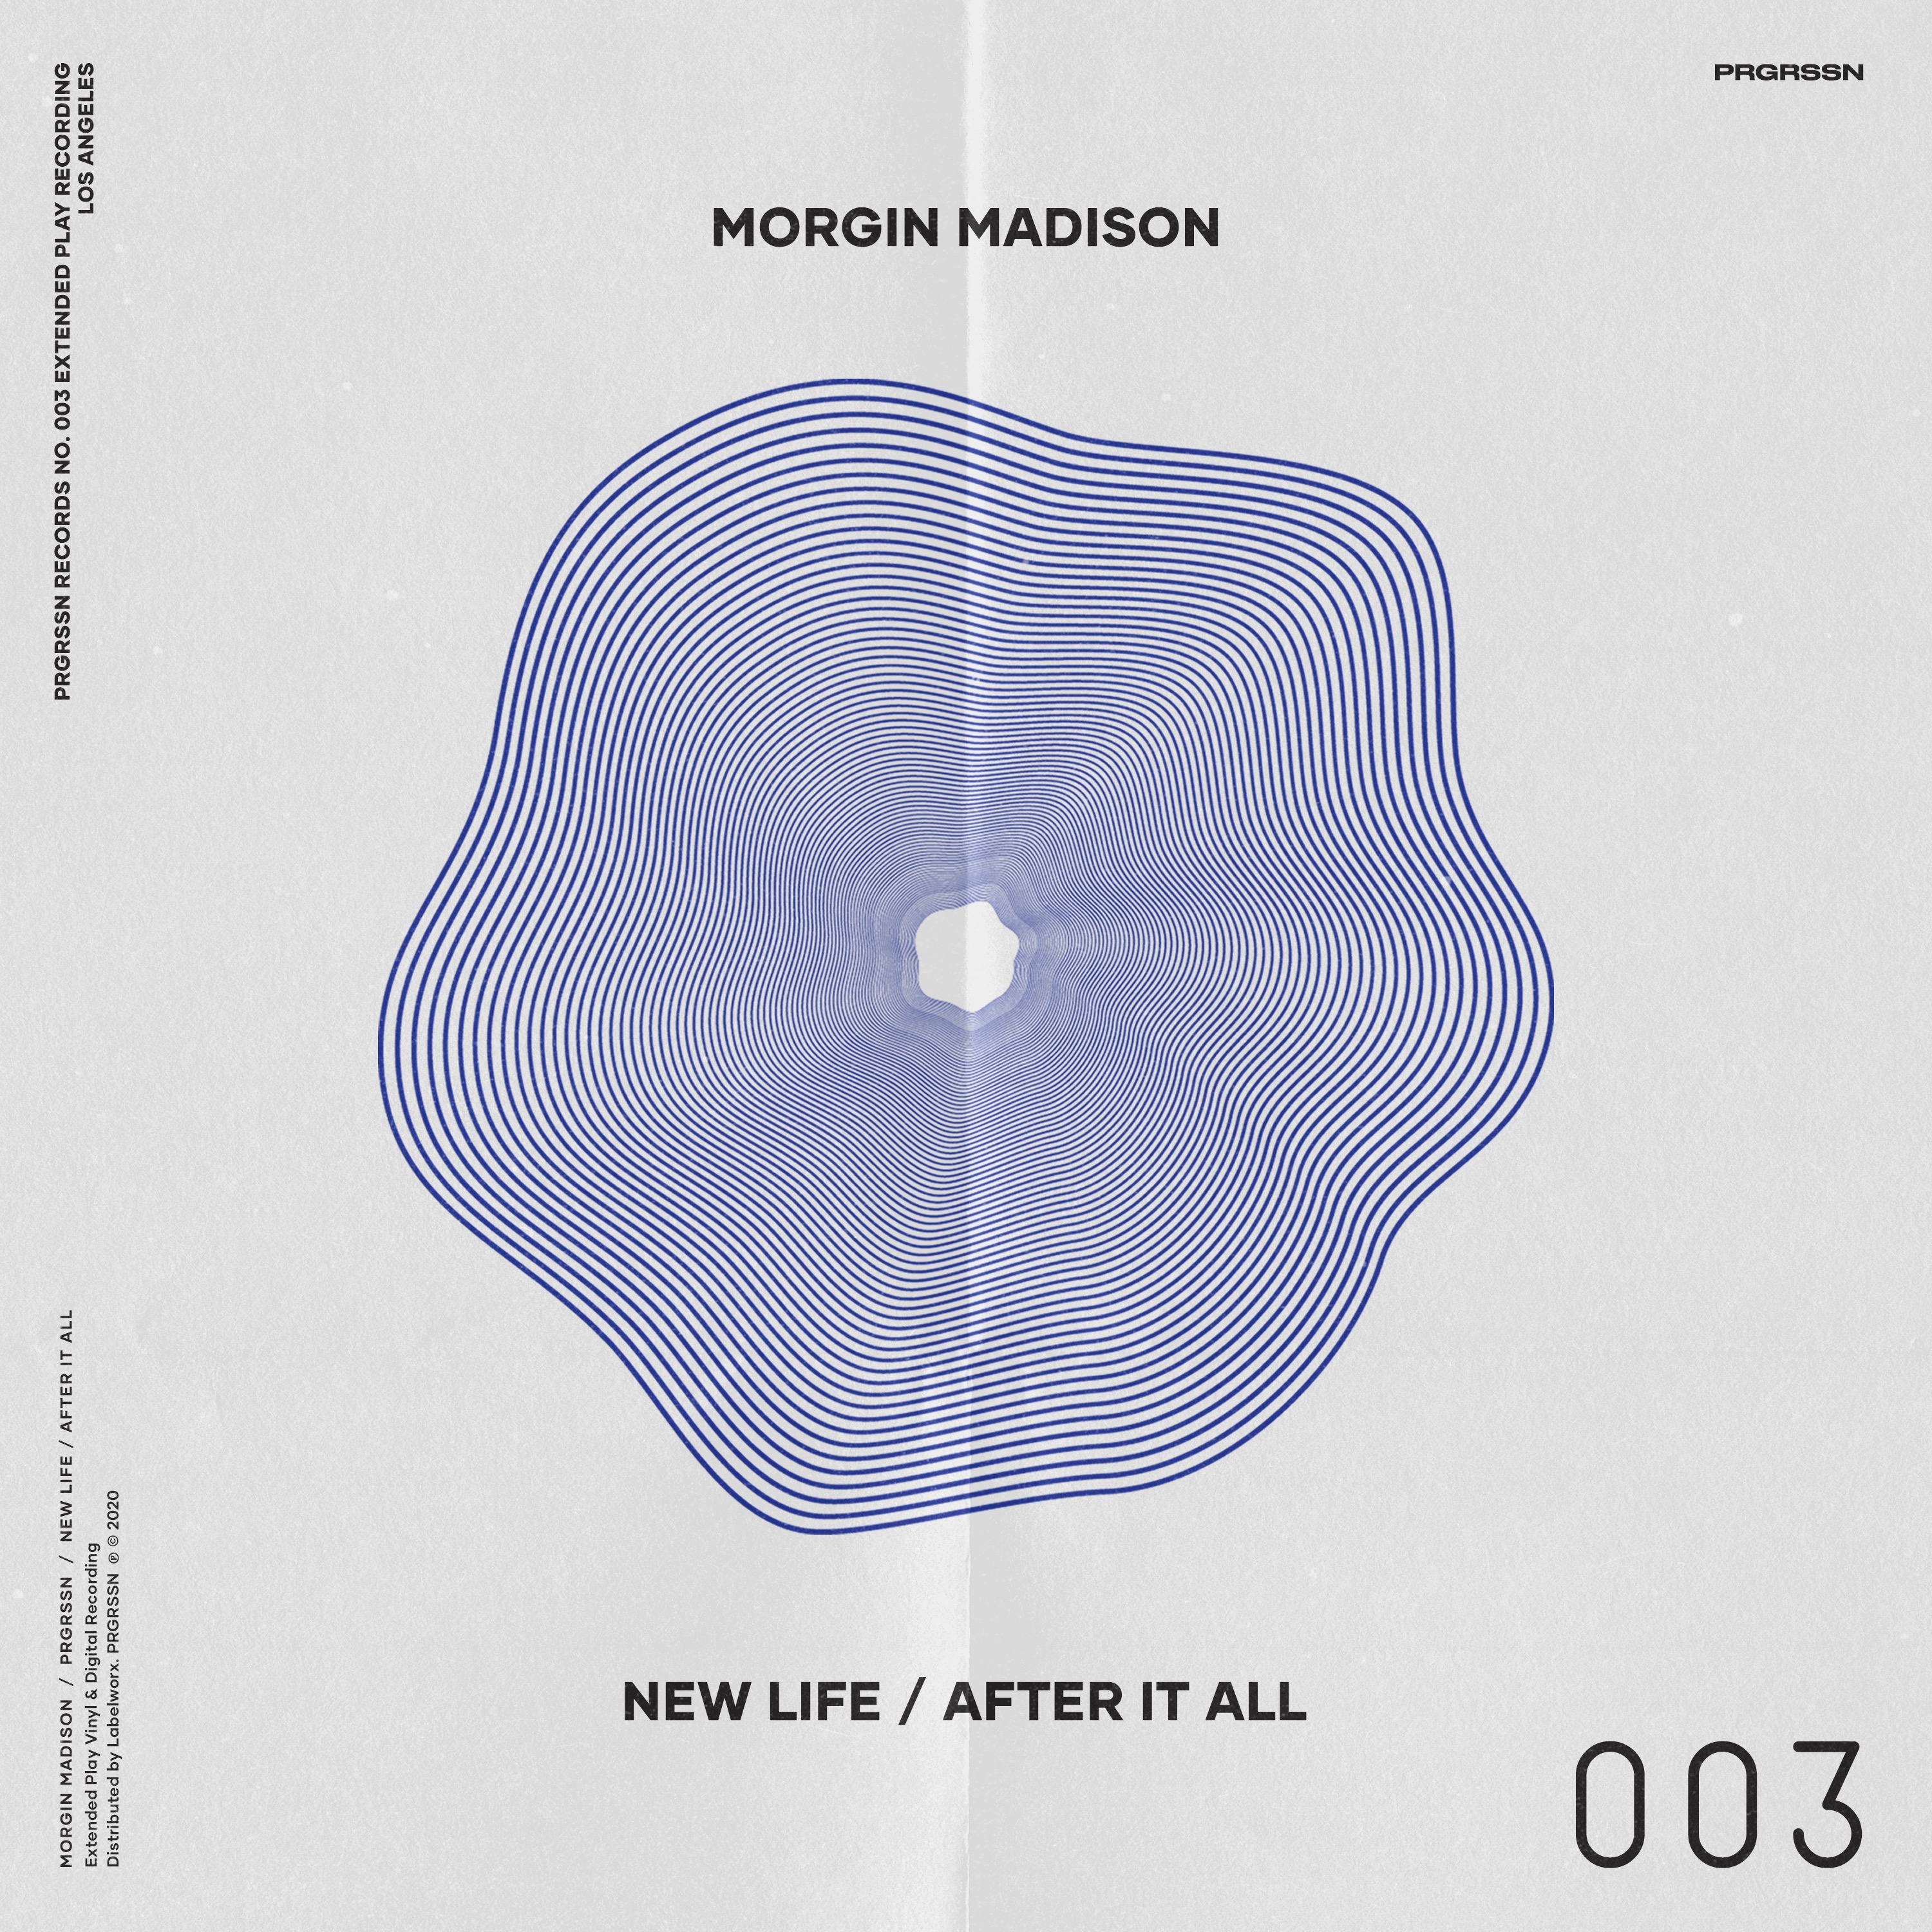 PRGRSSN RECORDS NO. 003 EXTENDED PLAY RECORDING
LOS ANGELES
PRGRSSN
MORGIN MADISON
NEW LIFE / AFTER IT ALL
MORGIN MADISON / PRGRSSN / NEW LIFE / AFTER IT ALL
Extended Play Vinyl & Digital Recording
Distributed by Labelworx. PRGRSSN ℗ © 2020
003